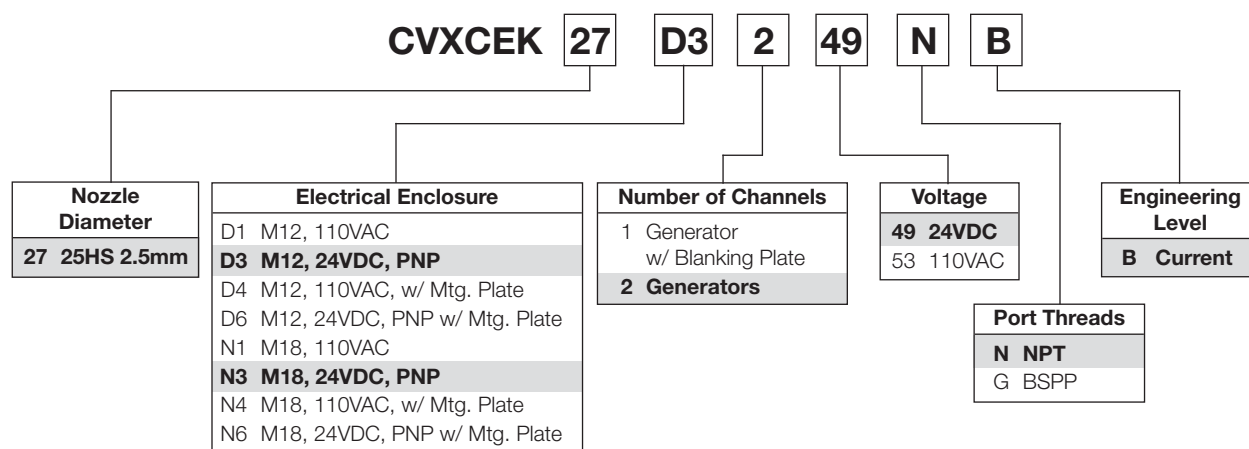 CVXCEK 27 D3 2 49 N B
Nozzle
Diameter
27 25HS 2.5mm
Electrical Enclosure
D1 M12, 110VAC
D3 M12, 24VDC, PNP
D4 M12, 110VAC, w/ Mtg. Plate
D6 M12, 24VDC, PNP w/ Mtg. Plate
N1 M18, 110VAC
N3 M18, 24VDC, PNP
N4 M18, 110VAC, w/ Mtg. Plate
N6 M18, 24VDC, PNP w/ Mtg. Plate
Number of Channels
1 Generator
w/ Blanking Plate
2 Generators
Voltage
49 24VDC
53 110VAC
Port Threads
N NPT
G BSPP
Engineering
Level
B Current